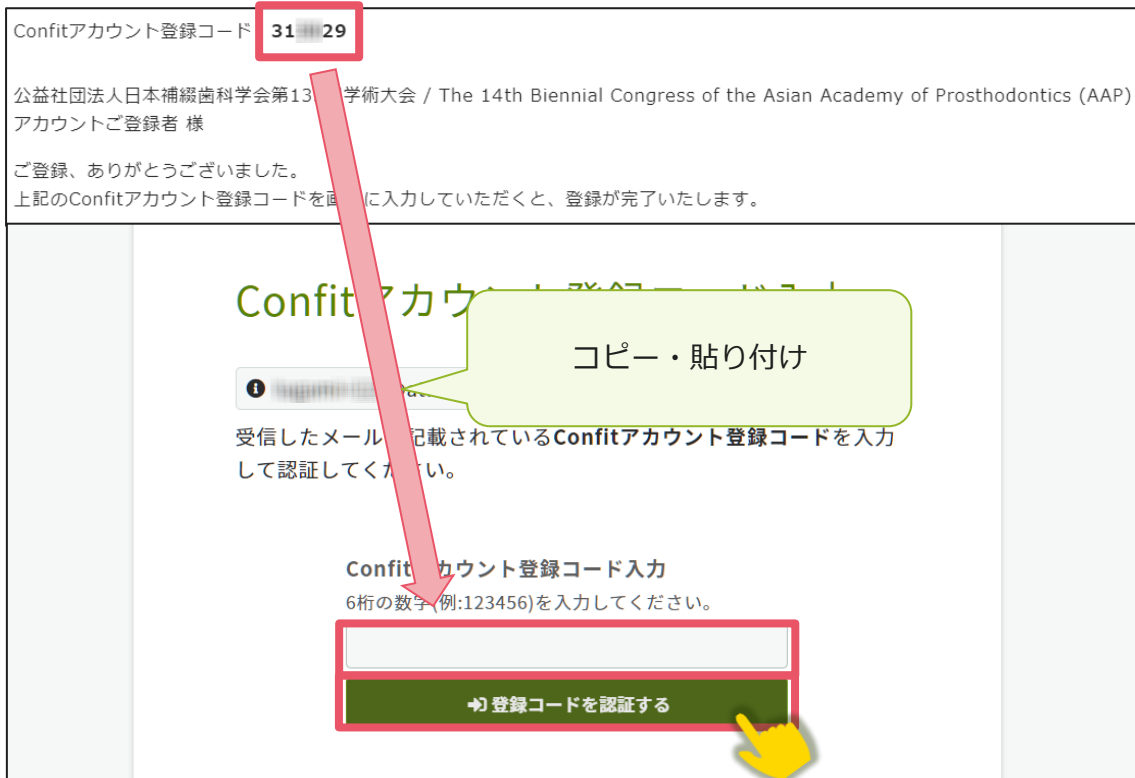 Confitアカウント登録コード 31 29
公益社団法人日本補綴歯科学会第13 学術大会 / The 14th Biennial Congress of the Asian Academy of Prosthodontics (AAP)
アカウントご登録者 様
ご登録、ありがとうございました。
上記のConfitアカウント登録コードを画 に入力していただくと、登録が完了いたします。
Confit カウ
コピー・貼り付け
受信したメール 記載されているConfitアカウント登録コードを入力
して認証してく い。
Confit カウント登録コード入力
6桁の数字(例:123456)を入力してください。
登録コードを認証する